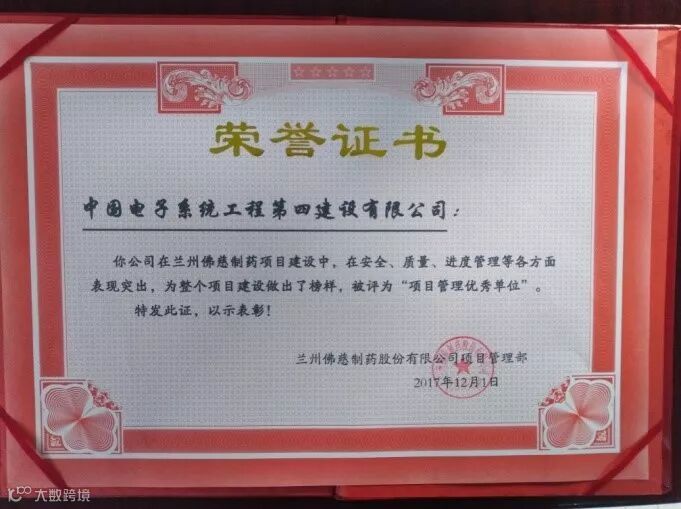 荣誉证书
中国电子系统工程第四建设有限公司：
你公司在兰州佛慈制药项目建设中，在安全、质量、进度管理等各方面
表现突出，为整个项目建设做出了榜样，被评为“项目管理优秀单位”。
特发此证，以示表彰！
兰州佛慈制药股份有限公司项目管理部
2017年12月1日
大数跨境